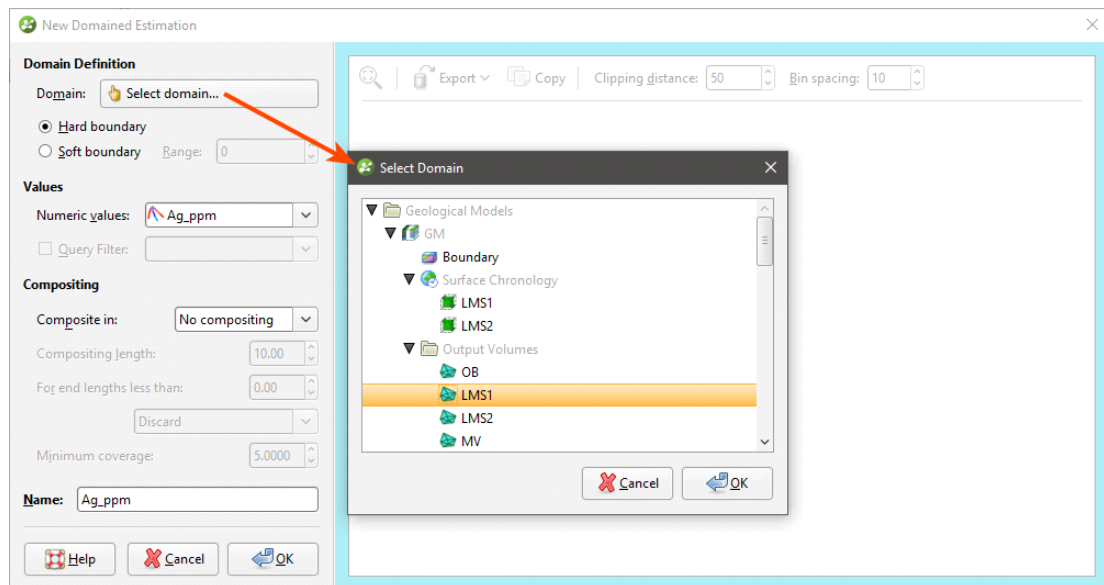 New Domained Estimation
Domain Definition
Domain: Select domain...
Hard boundary
Soft boundary Range: 0
Values
Numeric values: Ag_ppm
Query Filter:
Compositing
Composite in: No compositing
Compositing length: 10.00
For end lengths less than: 0.00
Discard
Minimum coverage: 5.0000
Name: Ag_ppm
Help Cancel OK
Export Copy Clipping distance: 50 Bin spacing: 10
Select Domain
Geological Models
GM
Boundary
Surface Chronology
LMS1
LMS2
Output Volumes
OB
LMS1
LMS2
MV
Cancel OK